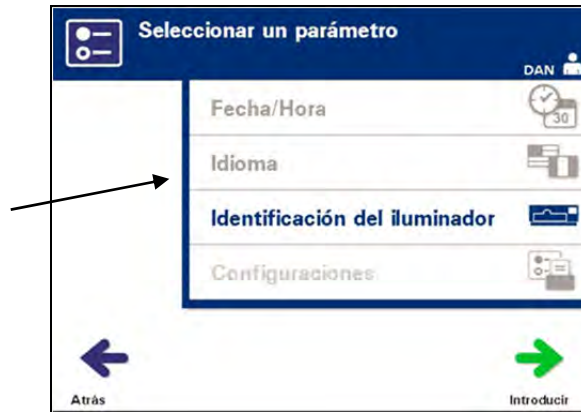 Seleccionar un parámetro
DAN
Fecha/Hora
30
Idioma
Identificación del iluminador
Configuraciones
Atrás
Introducir